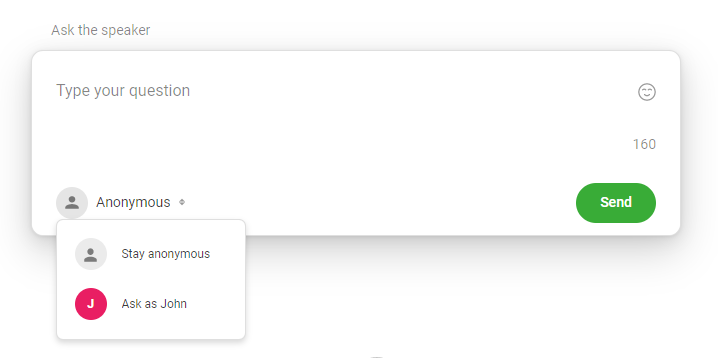 Ask the speaker
Type your question
160
Anonymous
Send
Stay anonymous
J
Ask as John